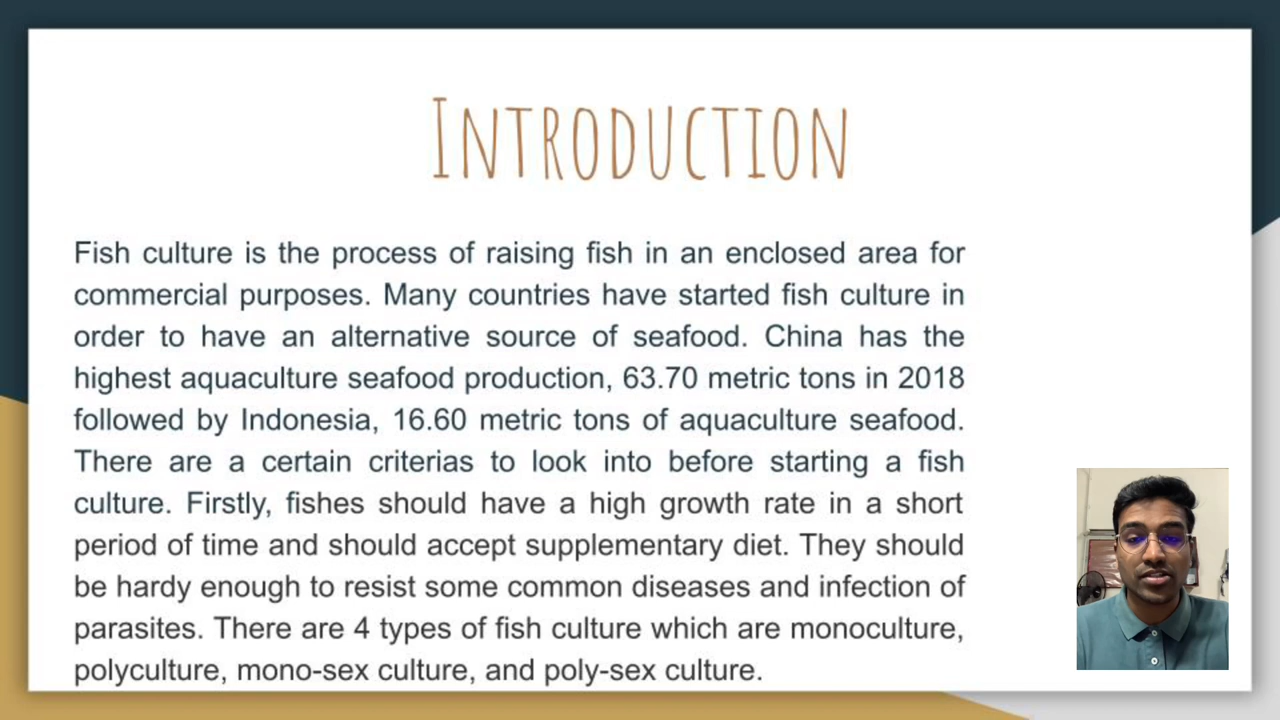 INTRODUCTION
Fish culture is the process of raising fish in an enclosed area for
commercial purposes. Many countries have started fish culture in
order to have an alternative source of seafood. China has the
highest aquaculture seafood production, 63.70 metric tons in 2018
followed by Indonesia, 16.60 metric tons of aquaculture seafood.
There are a certain criterias to look into before starting a fish
culture. Firstly, fishes should have a high growth rate in a short
period of time and should accept supplementary diet. They should
be hardy enough to resist some common diseases and infection of
parasites. There are 4 types of fish culture which are monoculture,
polyculture, mono-sex culture, and poly-sex culture.